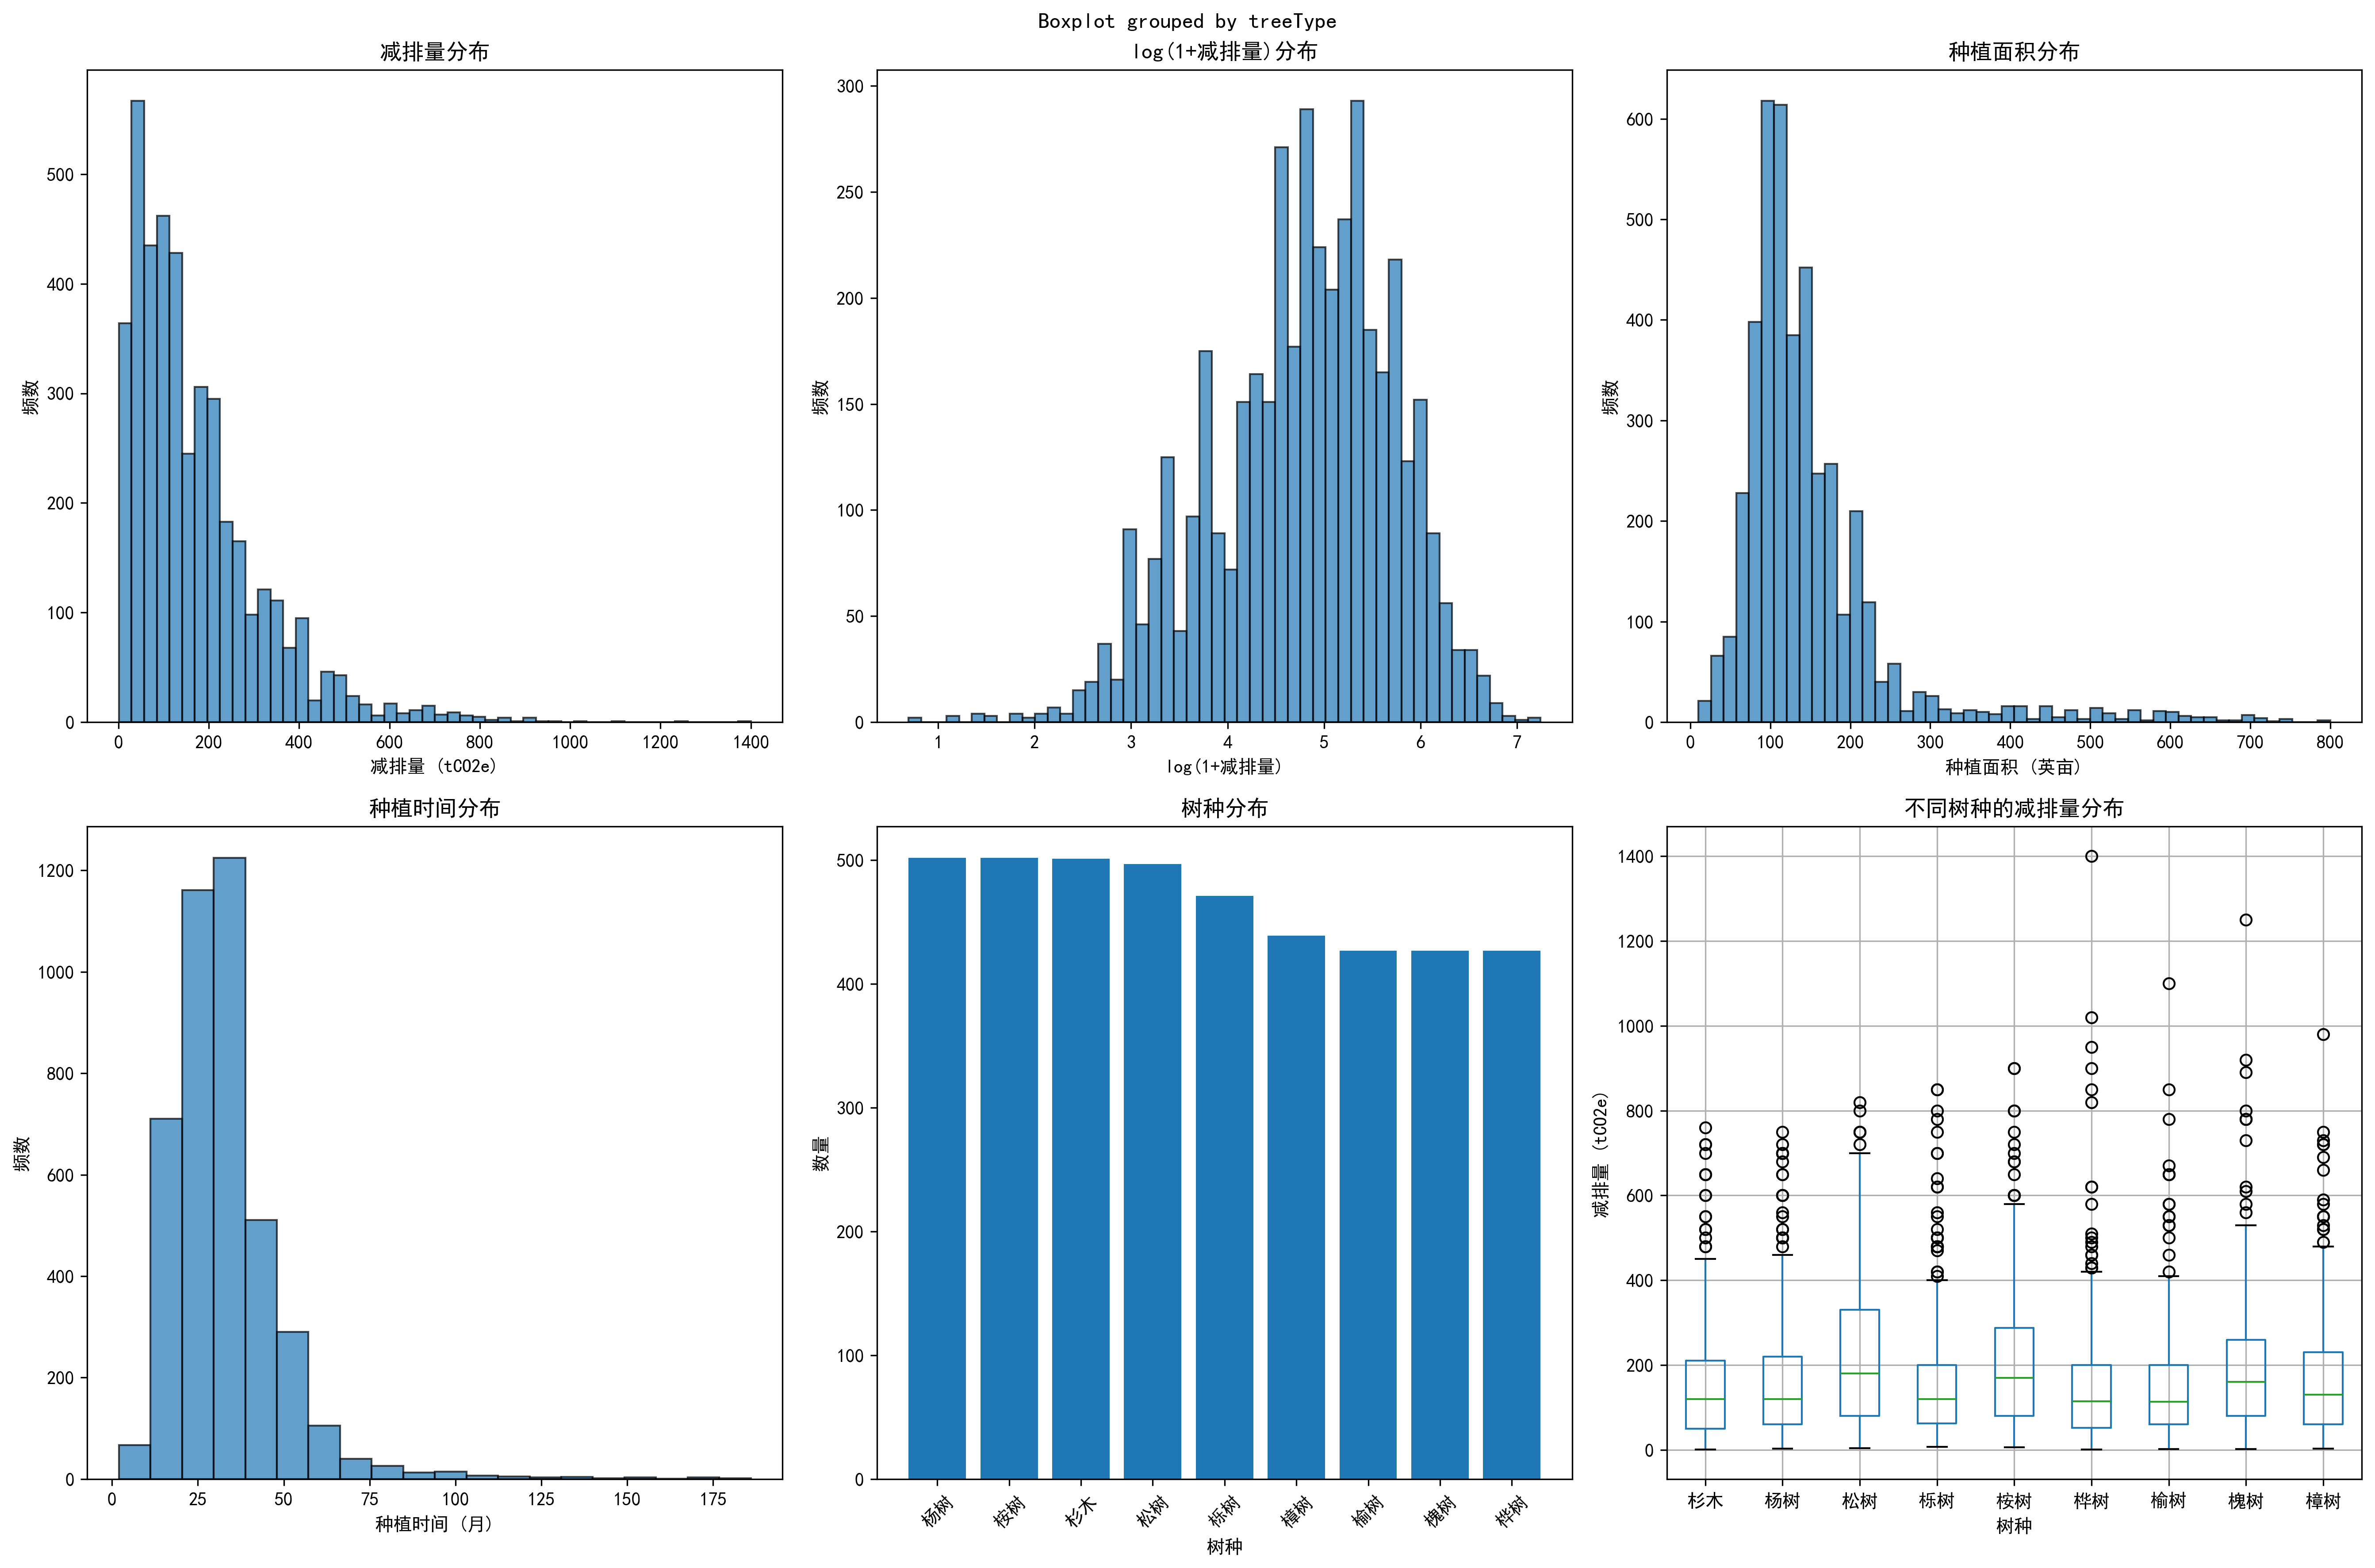 Boxplot grouped by treeType
减排量分布
500
400
300
200
100
0
频数
0 200 400 600 800 1000 1200 1400
减排量 (tCO2e)
log(1+减排量)分布
300
250
200
150
100
50
0
频数
1 2 3 4 5 6 7
log(1+减排量)
种植面积分布
600
500
400
300
200
100
0
频数
0 100 200 300 400 500 600 700 800
种植面积 (英亩)
种植时间分布
1200
1000
800
600
400
200
0
频数
0 25 50 75 100 125 150 175
种植时间 (月)
树种分布
500
400
300
200
100
0
数量
杨树 桉树 杉木 松树 栎树 樟树 榆树 槐树 桦树
树种
不同树种的减排量分布
1400
1200
1000
800
600
400
200
0
减排量 (tCO2e)
杉木 杨树 松树 栎树 桉树 桦树 榆树 槐树 樟树
树种